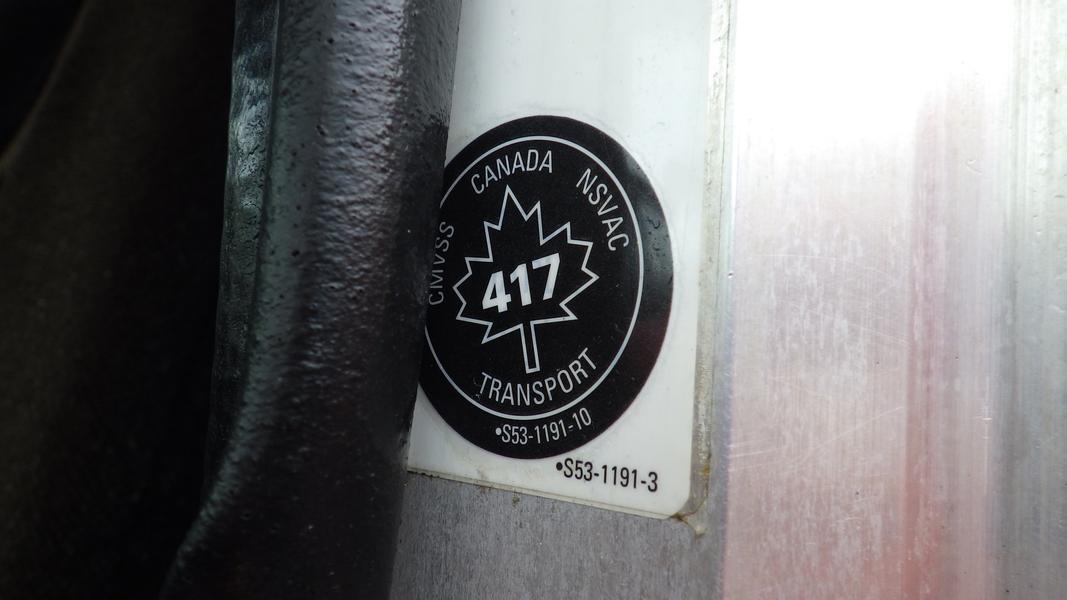 CMVSS
CANADA
NSVAC
417
TRANSPORT
•S53-1191-10
•S53-1191-3